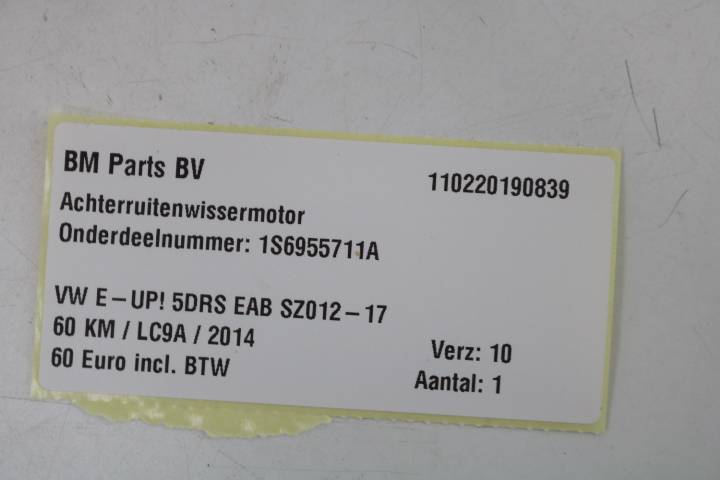 BM Parts BV
110220190839
Achterruitenwissermotor
Onderdeelnummer: 1S6955711A
VW E-UP! 5DRS EAB SZ012-17
60 KM / LC9A / 2014
Verz: 10
60 Euro incl. BTW
Aantal: 1